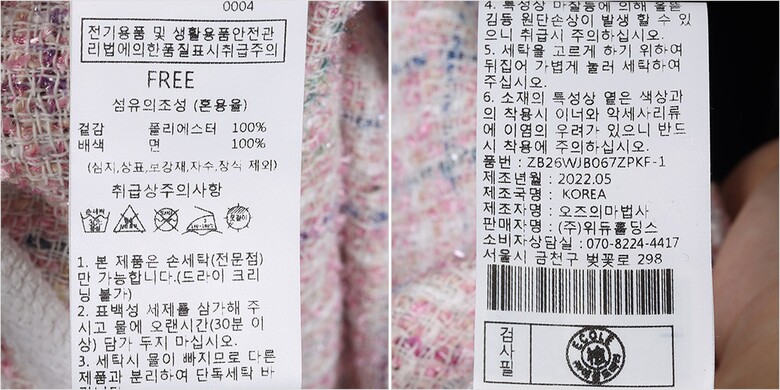 0004
전기용품 및 생활용품안전관
리법에의한품질표시취급주의
FREE
섬유의조성 (혼용율)
겉감 폴리에스터 100%
배색 면 100%
(심지,상표,보강재,자수,장식 제외)
취급상주의사항
1. 본 제품은 손세탁(전문점)
만 가능합니다.(드라이 크리
닝 불가)
2. 표백성 세제를 삼가해 주
시고 물에 오랜시간(30분 이
상) 담가 두지 마십시오.
3. 세탁시 물이 빠지므로 다른
제품과 분리하여 단독세탁 바
4. 특성상 마찰등에 의해 올뜯
김등 원단손상이 발생 할 수 있
으니 취급시 주의하십시오.
5. 세탁을 고르게 하기 위하여
뒤집어 가볍게 눌러 세탁하여
주십시오.
6. 소재의 특성상 옅은 색상과
의 착용시 이너와 악세사리류
에 이염의 우려가 있으니 반드
시 착용에 주의하십시오.
품번 : ZB26WJB067ZPKF-1
제조년월 : 2022.05
제조국명 : KOREA
제조자명 : 오즈의마법사
판매자명 : (주)위듀홀딩스
소비자상담실 : 070-8224-4417
서울시 금천구 벚꽃로 298
검
사
필
ECOLE